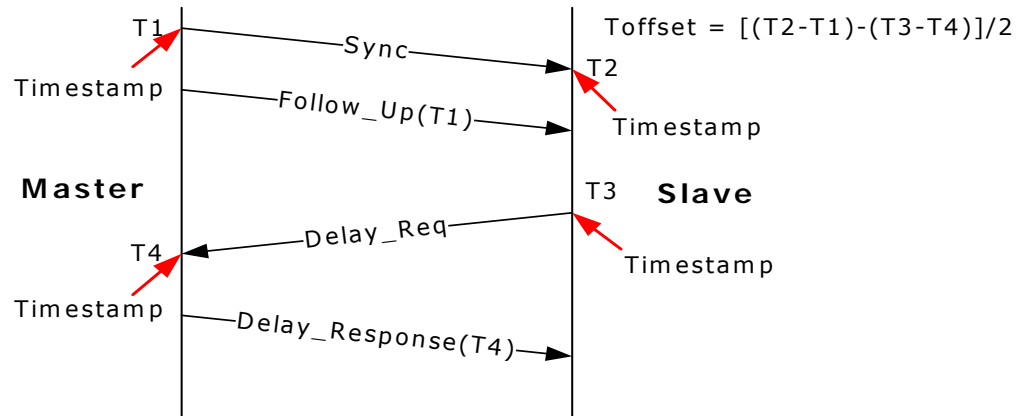 T1
Toffset = [(T2-T1)-(T3-T4)]/2
Sync
T2
Timestamp
Follow_Up(T1)
Timestamp
Master
T3
Slave
Delay_Req
T4
Timestamp
Timestamp
Delay_Response(T4)